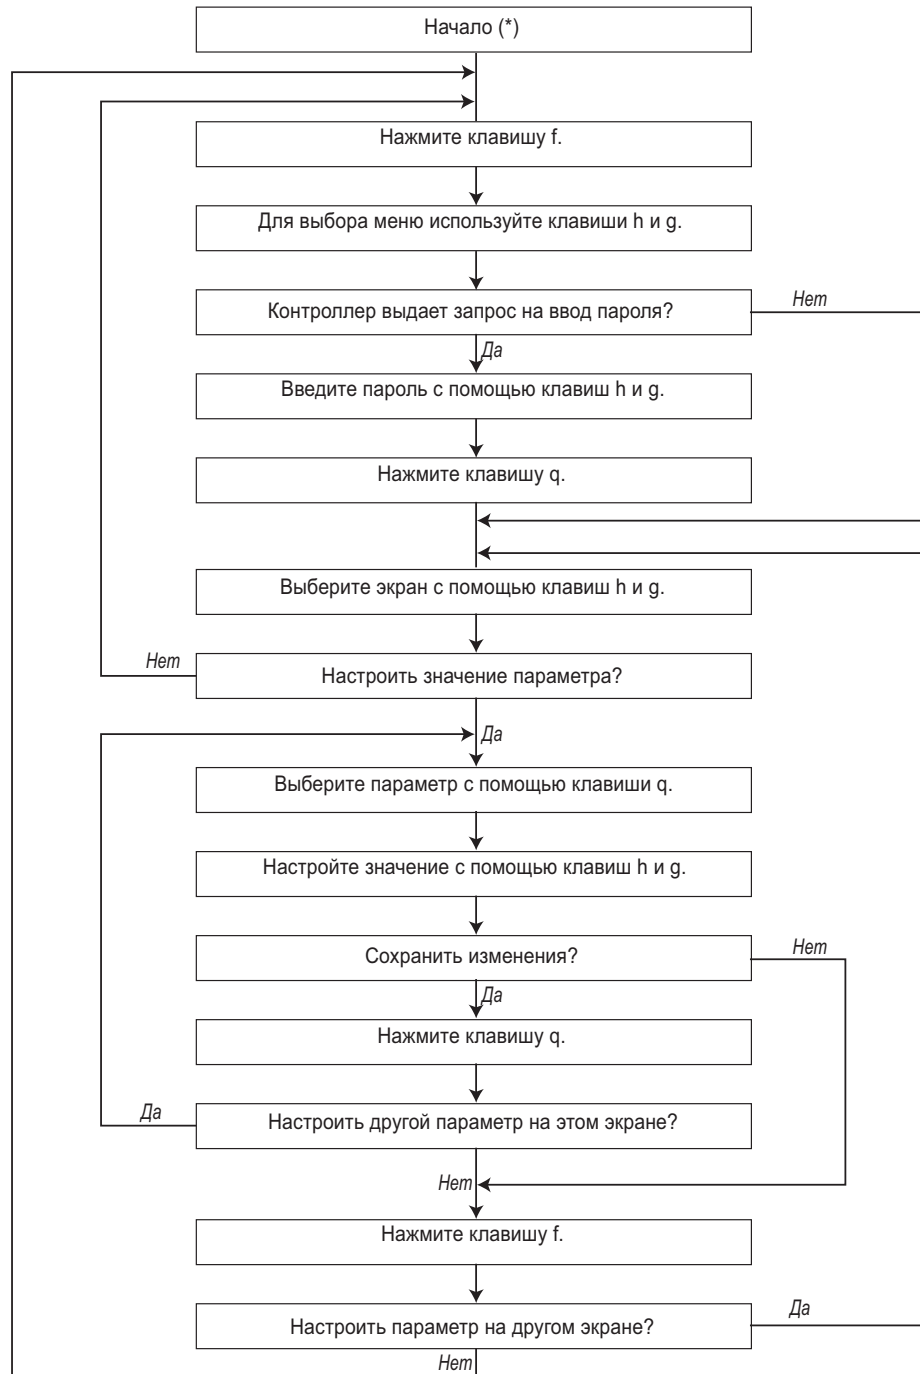 Начало (*)
Нажмите клавишу f.
Для выбора меню используйте клавиши h и g.
Контроллер выдает запрос на ввод пароля?
Нет
Да
Введите пароль с помощью клавиш h и g.
Нажмите клавишу q.
Выберите экран с помощью клавиш h и g.
Нет
Настроить значение параметра?
Да
Выберите параметр с помощью клавиши q.
Настройте значение с помощью клавиш h и g.
Сохранить изменения?
Нет
Да
Нажмите клавишу q.
Да
Настроить другой параметр на этом экране?
Нет
Нажмите клавишу f.
Настроить параметр на другом экране?
Да
Нет